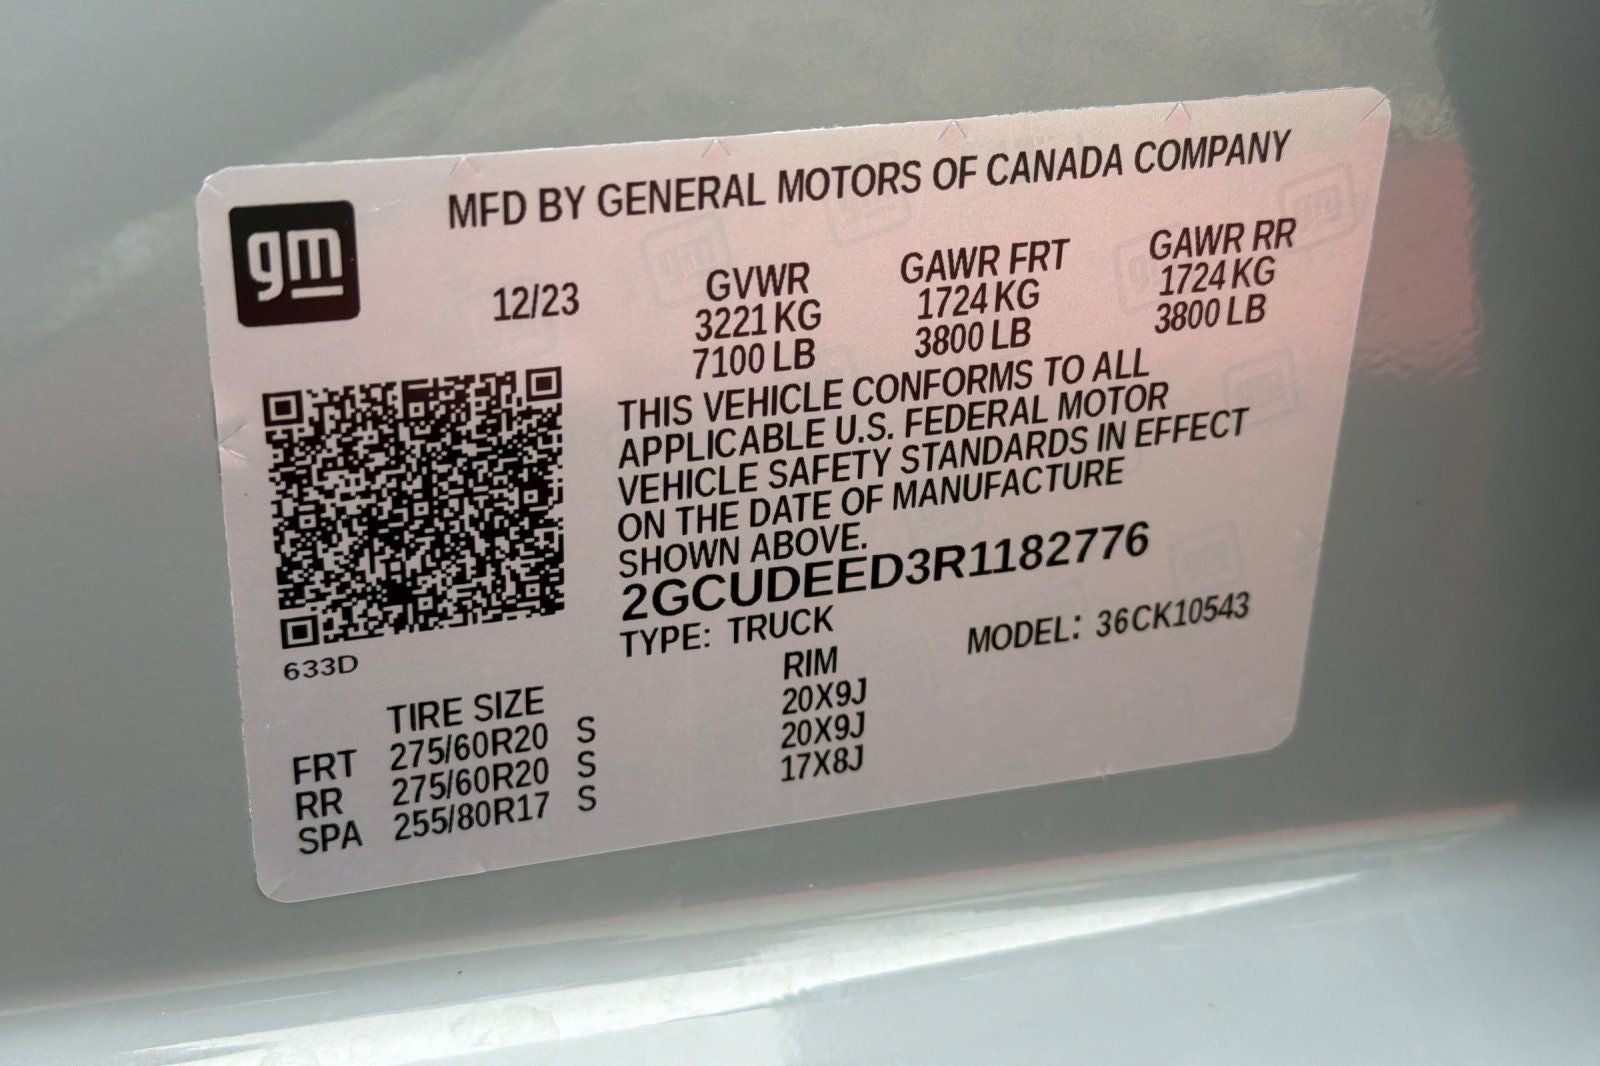 gm
MFD BY GENERAL MOTORS OF CANADA COMPANY
12/23 GVWR GAWR FRT GAWR RR
3221 KG 1724 KG 1724 KG
7100 LB 3800 LB 3800 LB
THIS VEHICLE CONFORMS TO ALL
APPLICABLE U.S. FEDERAL MOTOR
VEHICLE SAFETY STANDARDS IN EFFECT
ON THE DATE OF MANUFACTURE
SHOWN ABOVE.
2GCUDEED3R1182776
TYPE: TRUCK MODEL: 36CK10543
633D
TIRE SIZE RIM
FRT 275/60R20 S 20X9J
RR 275/60R20 S 20X9J
SPA 255/80R17 S 17X8J